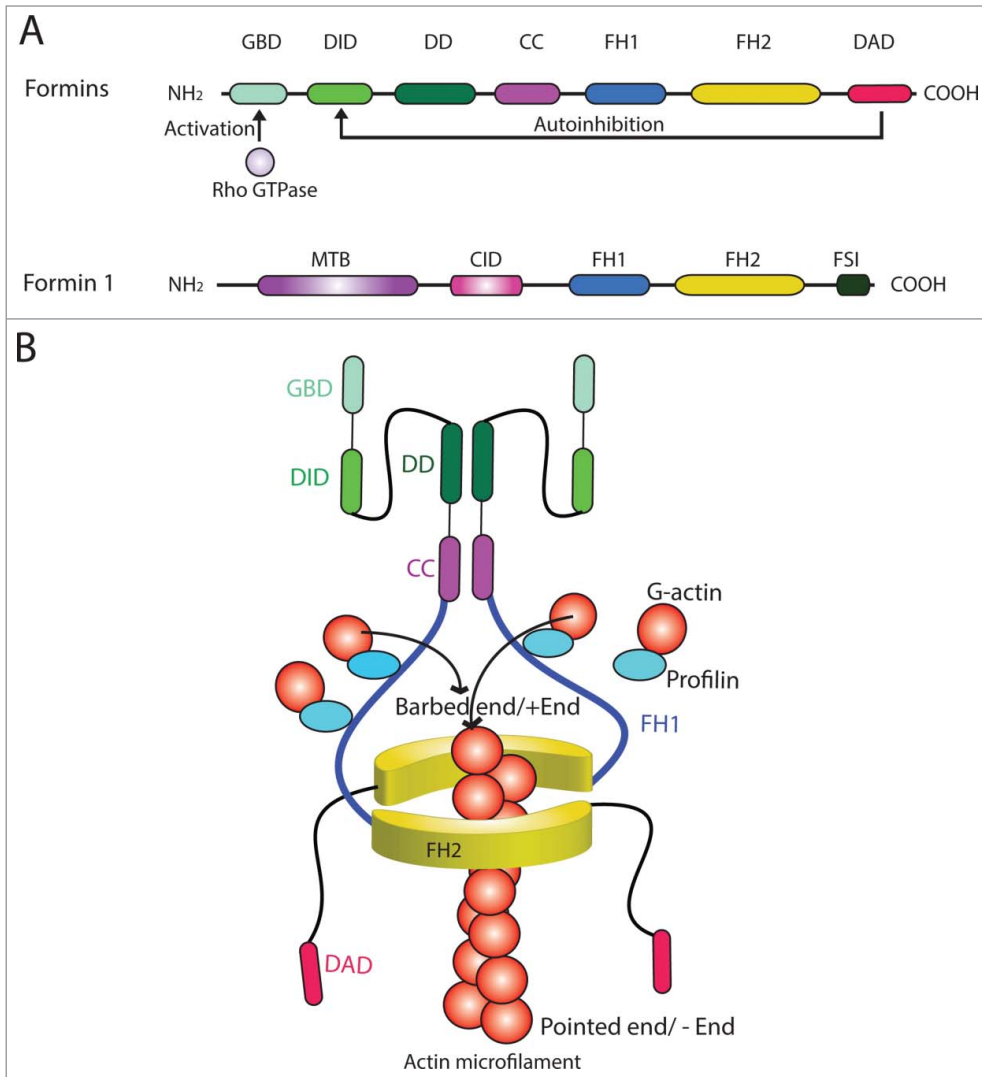 A
GBD DID DD CC FH1 FH2 DAD
Formins NH2 COOH
Activation Autoinhibition
Rho GTPase
MTB CID FH1 FH2 FSI
Formin 1 NH2 COOH
B
GBD
DID DD
CC
G-actin
Profilin
Barbed end/+End
FH1
FH2
DAD
Pointed end/ - End
Actin microfilament